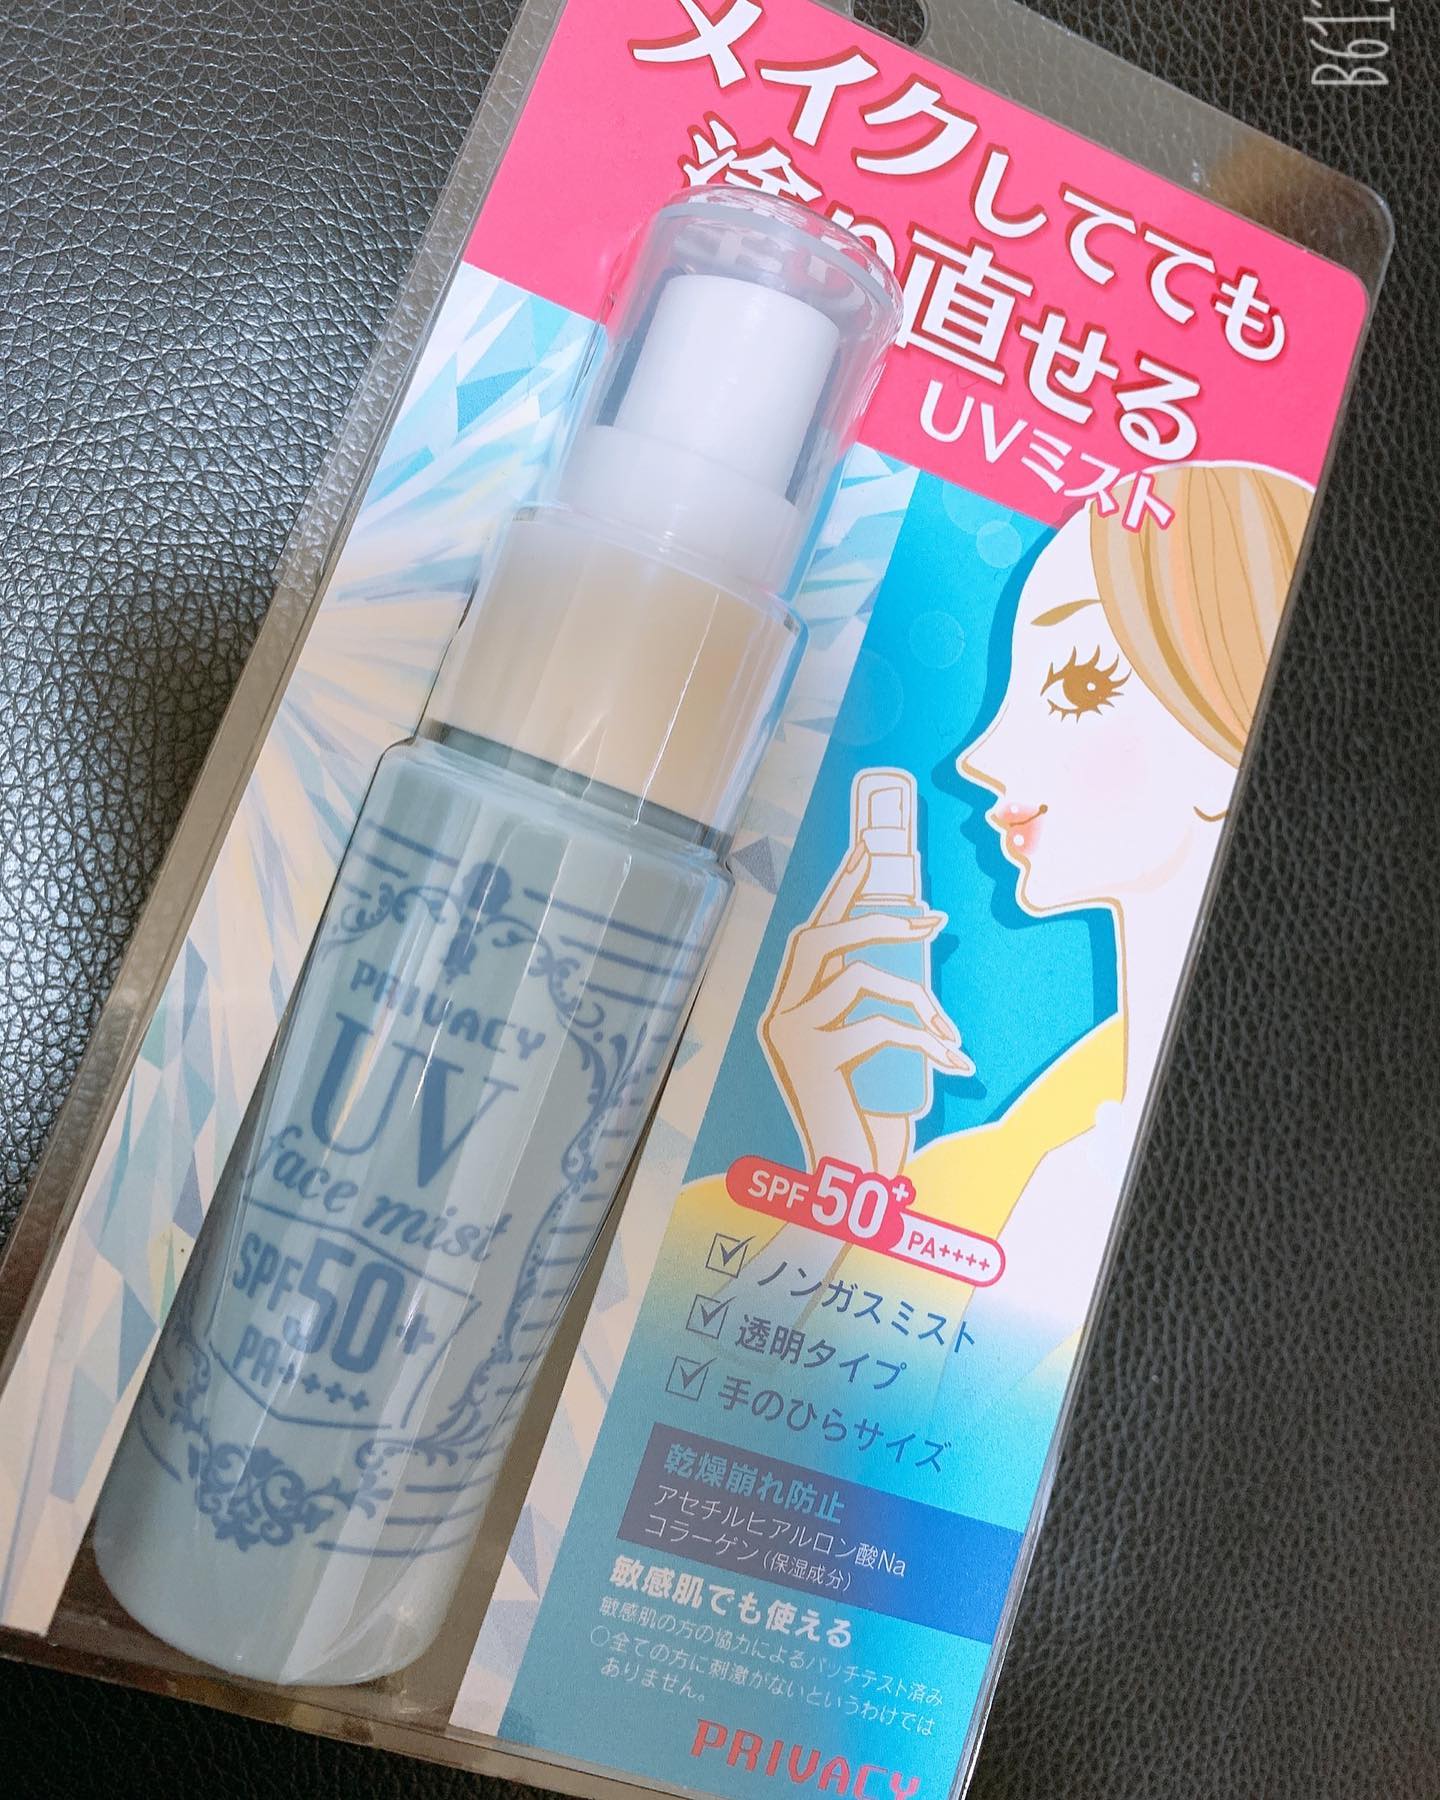 B612
メイクしてても
塗り直せる
UVミスト
PRIVACY
UV
face mist
SPF50+
PA++++
SPF50+
PA++++
ノンガスミスト
透明タイプ
手のひらサイズ
乾燥崩れ防止
アセチルヒアルロン酸Na
コラーゲン(保湿成分)
敏感肌でも使える
敏感肌の方の協力によるパッチテスト済み
○全ての方に刺激がないというわけでは
ありません。
PRIVACY